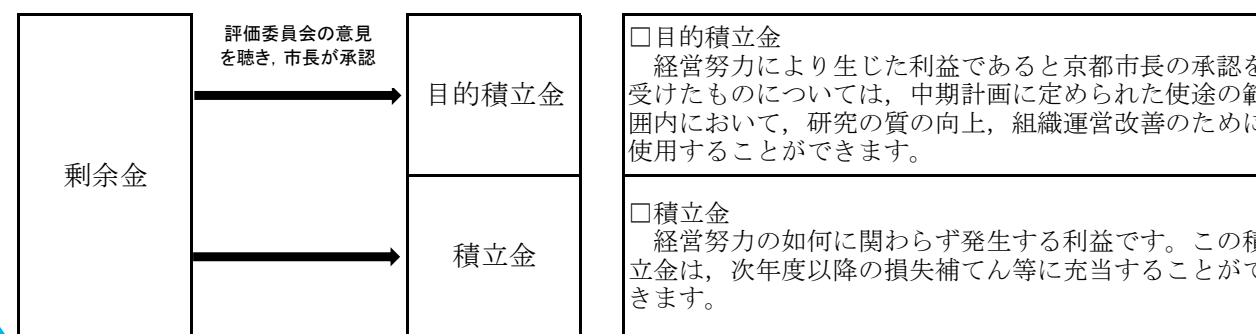 評価委員会の意見
を聴き，市長が承認
剰余金
目的積立金
積立金
□目的積立金
経営努力により生じた利益であると京都市長の承認を
受けたものについては，中期計画に定められた使途の範
囲内において，研究の質の向上，組織運営改善のために
使用することができます。
□積立金
経営努力の如何に関わらず発生する利益です。この積
立金は，次年度以降の損失補てん等に充当することがで
きます。